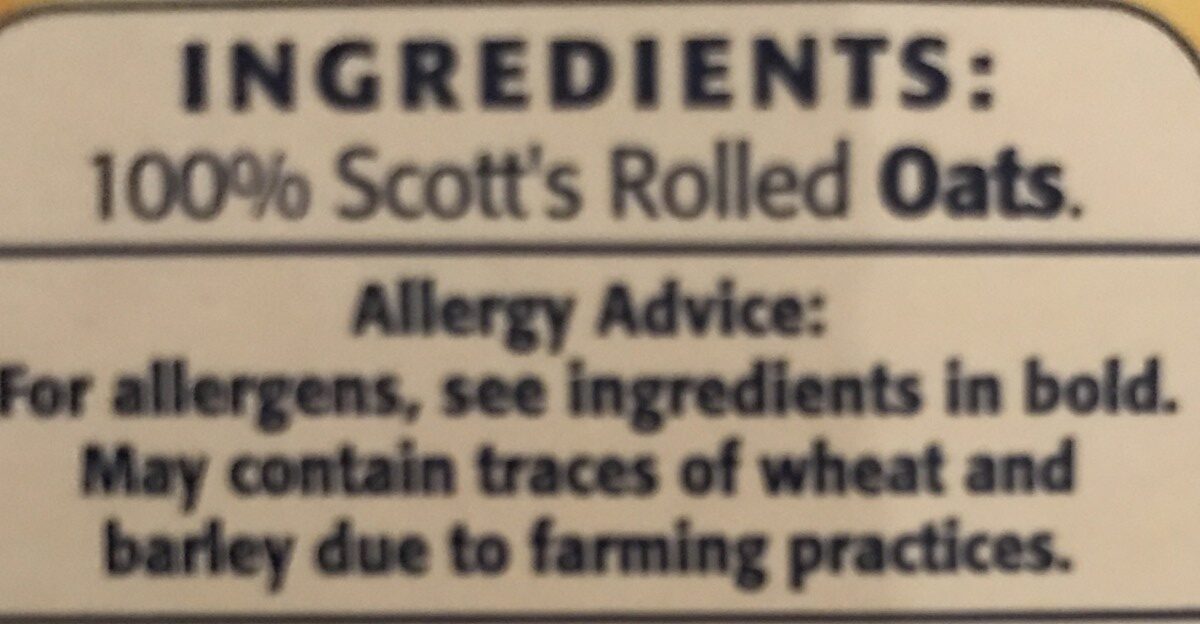 INGREDIENTS:
100% Scott's Rolled Oats.
Allergy Advice:
For allergens, see ingredients in bold.
May contain traces of wheat and
barley due to farming practices.